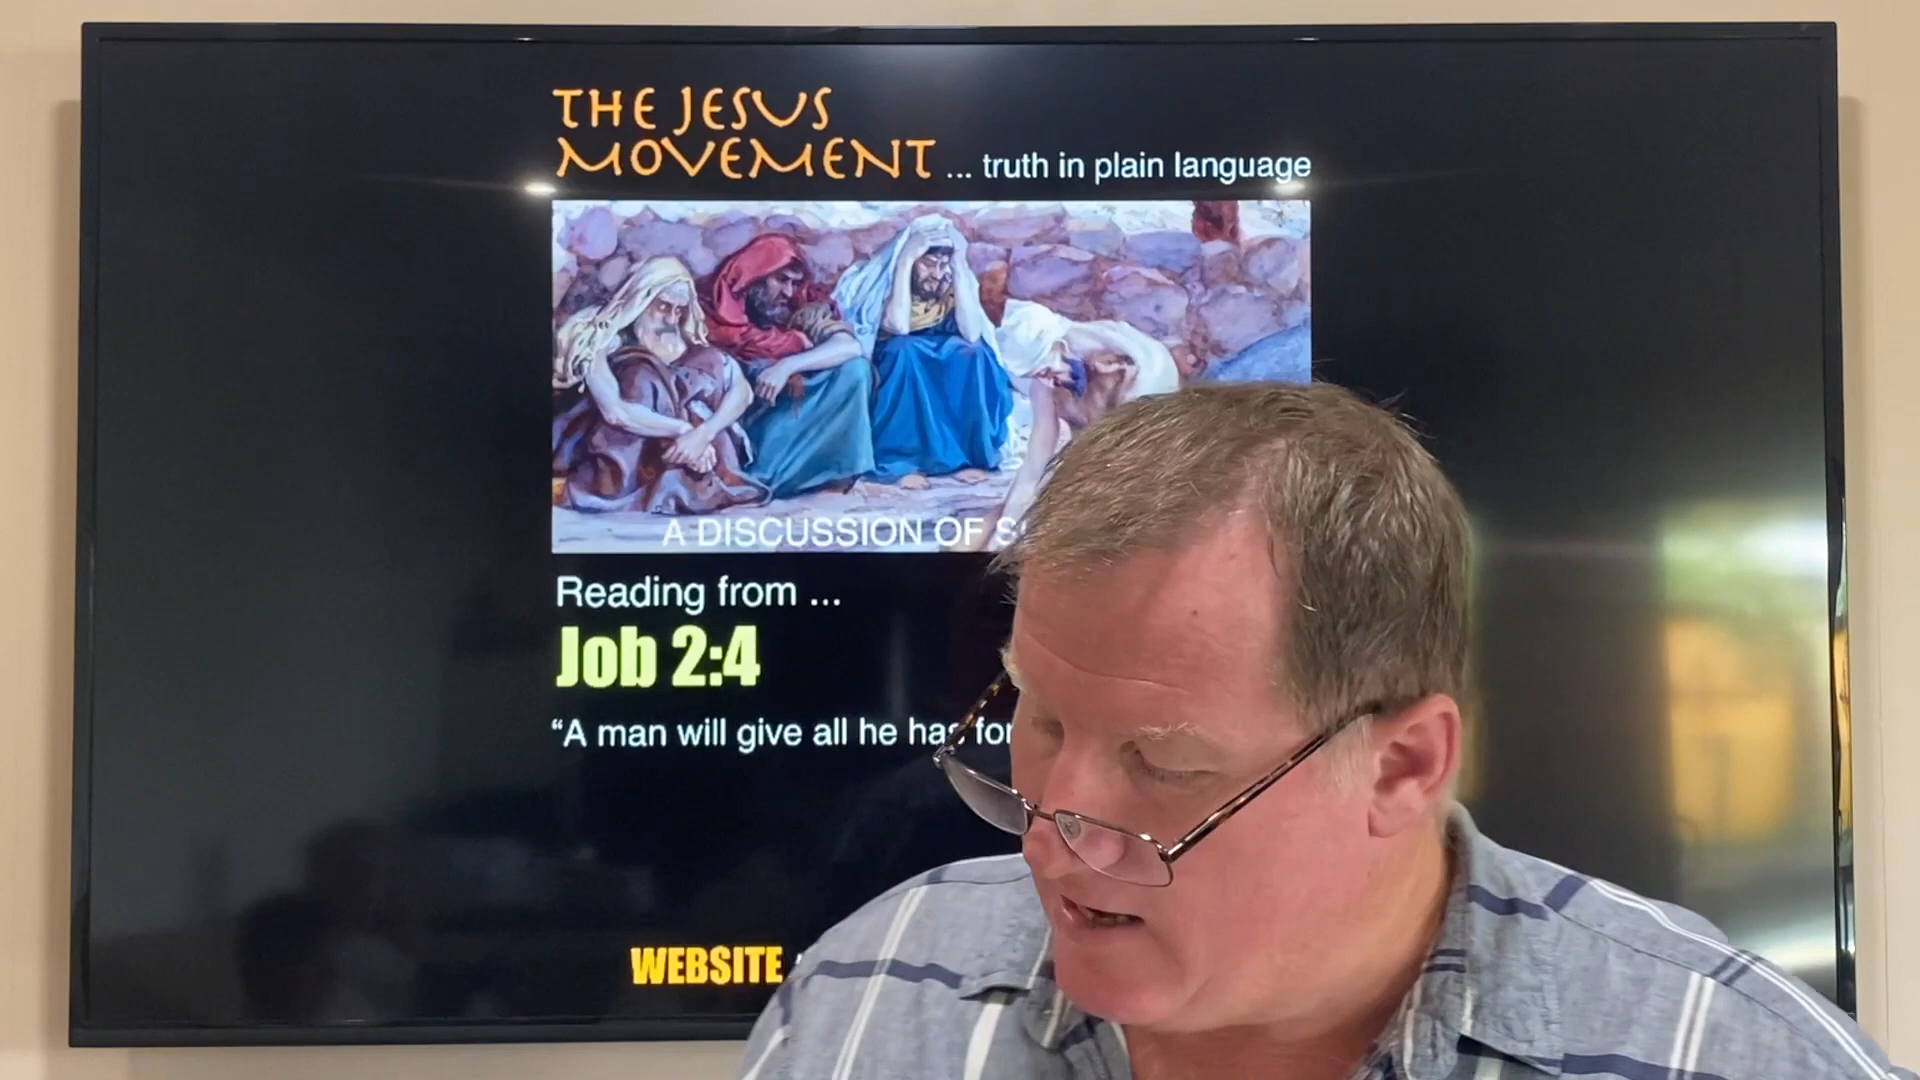 THE JESUS
MOVEMENT ... truth in plain language
A DISCUSSION OF
Reading from ...
Job 2:4
“A man will give all he has for
WEBSITE